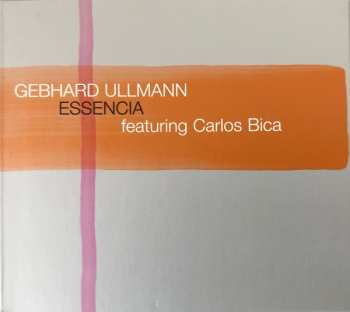 GEBHARD ULLMANN
ESSENCIA
featuring Carlos Bica